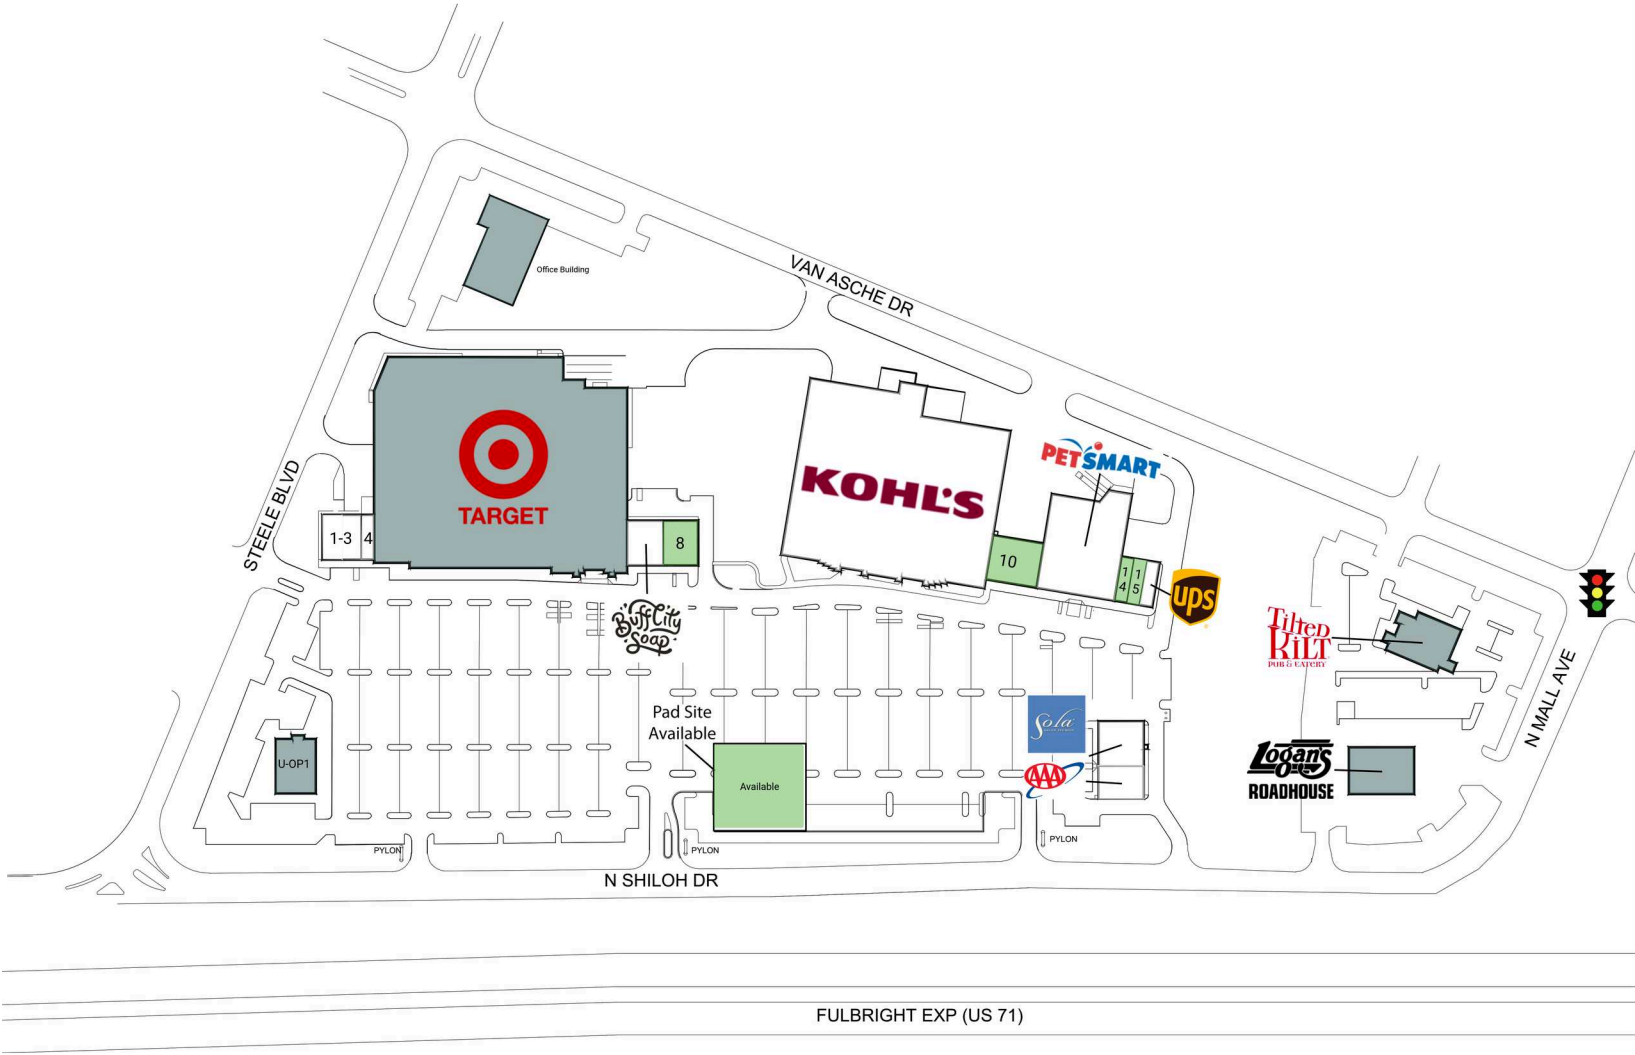 VAN ASCHE DR
Office Building
STEELE BLVD
TARGET
KOHL'S
PETSMART
1-3
4
8
10
1
4
1
5
ups
Buff City
Soap
Tilted
Kilt
PUB & EATERY
N MALL AVE
Pad Site
Available
Sola
U-OP1
Available
AAA
Logan's
ROADHOUSE
PYLON
PYLON
PYLON
N SHILOH DR
FULBRIGHT EXP (US 71)